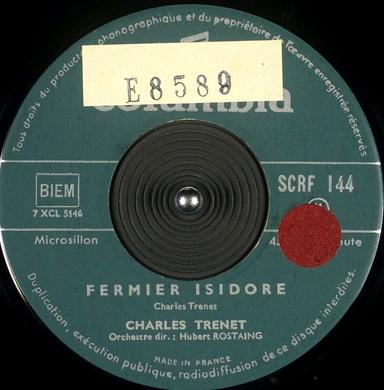 Tous droits du producteur phonographique et du propriétaire de l'œuvre enregistrée réservés
E8589
Columbia
BIEM
7 XCL 5146
SCRF 144
Microsillon
FERMIER ISIDORE
Charles Trenet
CHARLES TRENET
Orchestre dir. : Hubert ROSTAING
MADE IN FRANCE
Duplication, exécution publique, radiodiffusion de ce disque interdites.